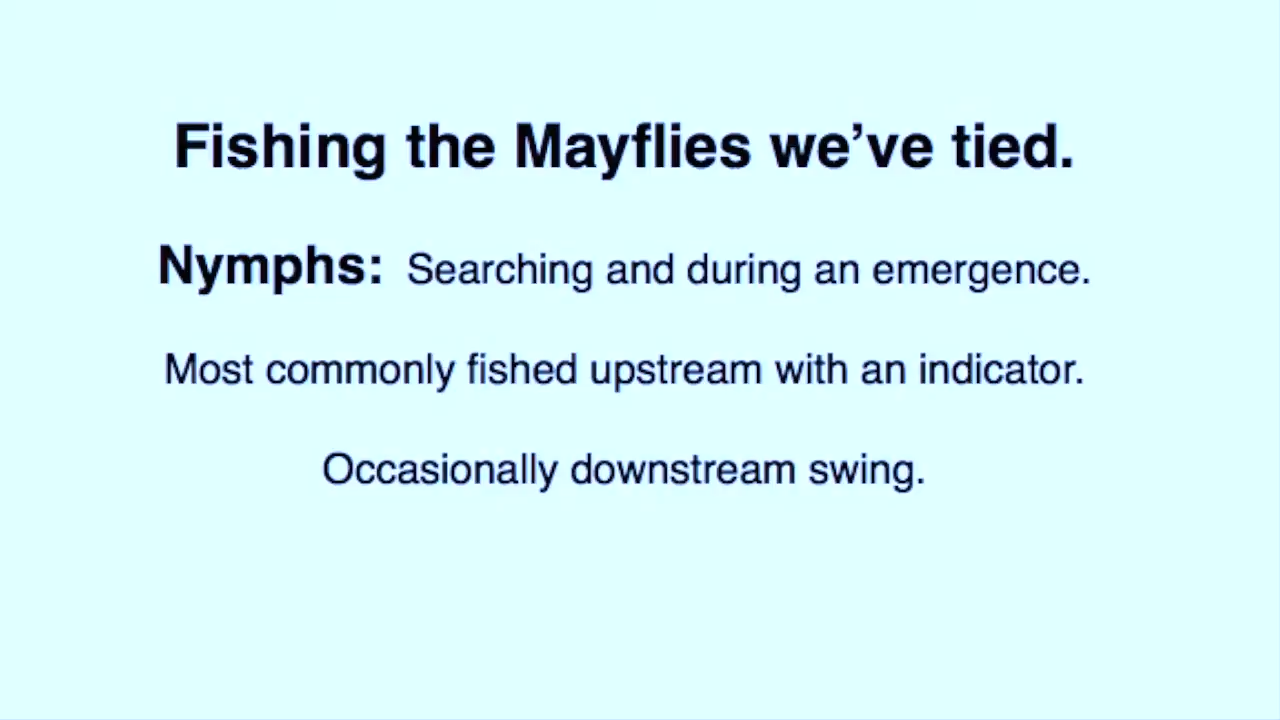 Fishing the Mayflies we’ve tied.
Nymphs: Searching and during an emergence.
Most commonly fished upstream with an indicator.
Occasionally downstream swing.